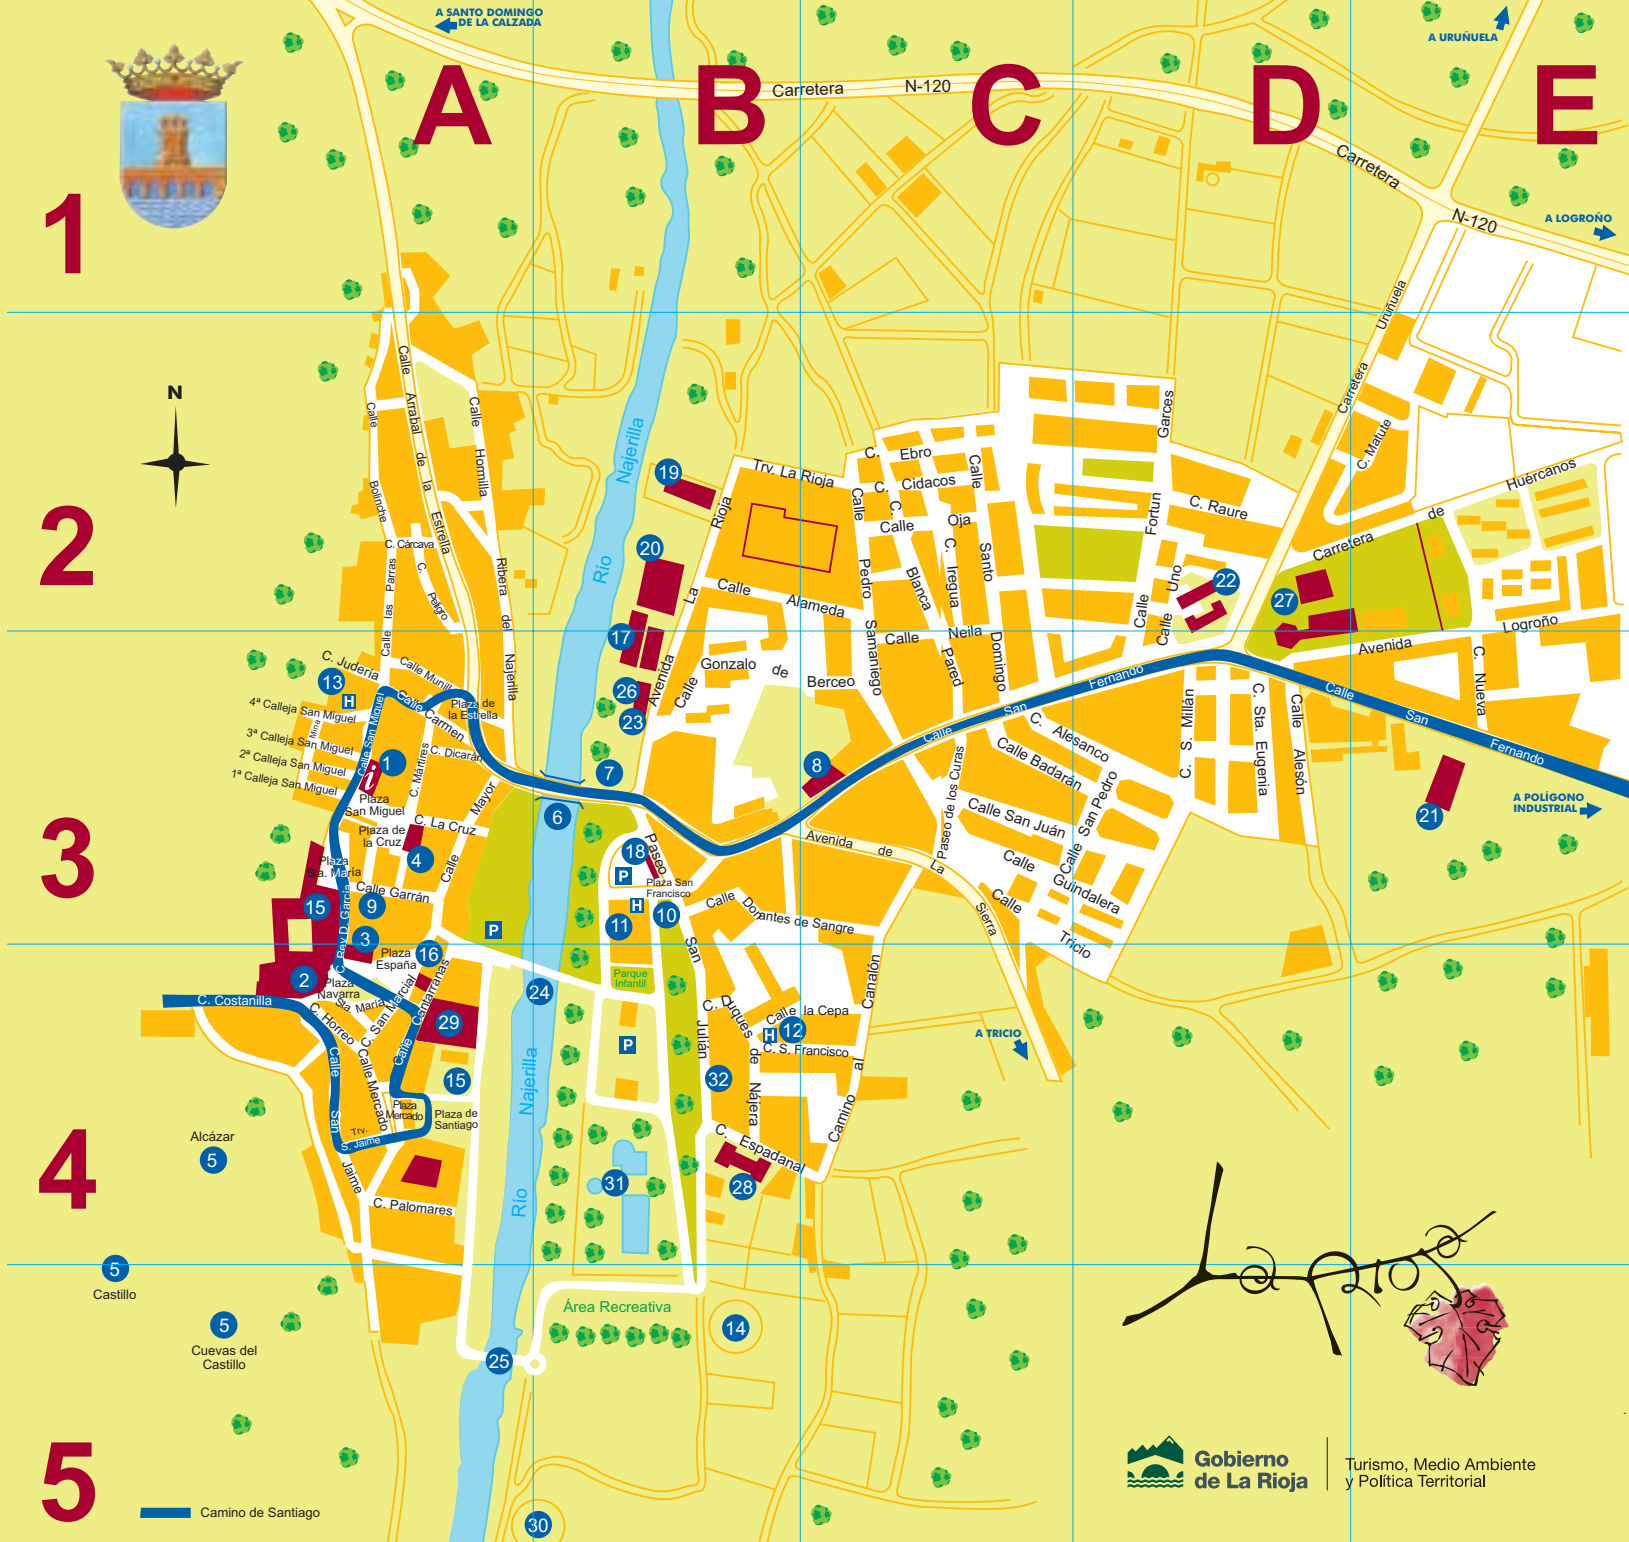 A SANTO DOMINGO
DE LA CALZADA
A URUÑUELA
A
B
C
D
E
Carretera
N-120
Carretera
N-120
A LOGROÑO
1
2
3
4
5
N
Calle
Arrabal
de
la
Estrella
Calle
Hormilla
Calle
Bolinche
C. Cárcava
C.
Peligro
Calle
las
Parras
Ribera
del
Najerilla
Río
Najerilla
19
Trv. La Rioja
20
17
26
23
Avenida
La
Rioja
Calle
Alameda
Calle
Gonzalo
de
Berceo
C.
Ebro
C.
Cidacos
C.
Calle
Oja
Calle
Santo
Domingo
C.
Iregua
Blanca
Calle
Neila
Pared
Calle
Pedro
Samaniego
Garces
Fortun
Calle
Uno
Calle
C. Raure
22
27
Carretera
Uruñuela
C. Matute
Carretera
de
Huércanos
Avenida
Logroño
C.
Nueva
C. Judería
Calle Munilla
13
H
4ª Calleja San Miguel
3ª Calleja San Miguel
2ª Calleja San Miguel
1ª Calleja San Miguel
Mina
Calle San Miguel
Calle Carmen
Plaza de
la Estrella
C. Dicarán
C. Mártires
1
i
Plaza
San Miguel
Plaza de
la Cruz
C. La Cruz
4
Calle
Mayor
Plaza
Sta. María
Calle Garrán
15
9
3
C. Rey D. García
Plaza
España
16
2
Plaza
Navarra
Sta. María
C. San Marcial
Cantarranas
Calle
29
C. Costanilla
C. Horreo
Calle Mercado
Calle
San
Jaime
S. Jaime
Trv.
Plaza
Mercado
Plaza de
Santiago
15
C. Palomares
P
6
7
8
18
P
Paseo
Plaza San
Francisco
H
10
11
San
Julián
Parque
Infantil
24
P
Calle
Dorantes de Sangre
C. Duques
de
Nájera
Calle la Cepa
H
12
C. S. Francisco
32
C.
Espadanal
28
Camino
al
Canalón
31
Río
Najerilla
Calle
San
Fernando
Calle
San
Fernando
Avenida
de
La
Sierra
Paseo de los Curas
C.
Alesanco
Calle Badarán
Calle San Juán
Calle San Pedro
Calle
Guindalera
Calle
Tricio
C. S. Millán
C. Sta. Eugenia
Calle
Alesón
21
A POLÍGONO
INDUSTRIAL
A TRICIO
Alcázar
5
5
Castillo
5
Cuevas del
Castillo
25
Área Recreativa
14
30
Camino de Santiago
La Rioja
Gobierno
de La Rioja
Turismo, Medio Ambiente
y Política Territorial